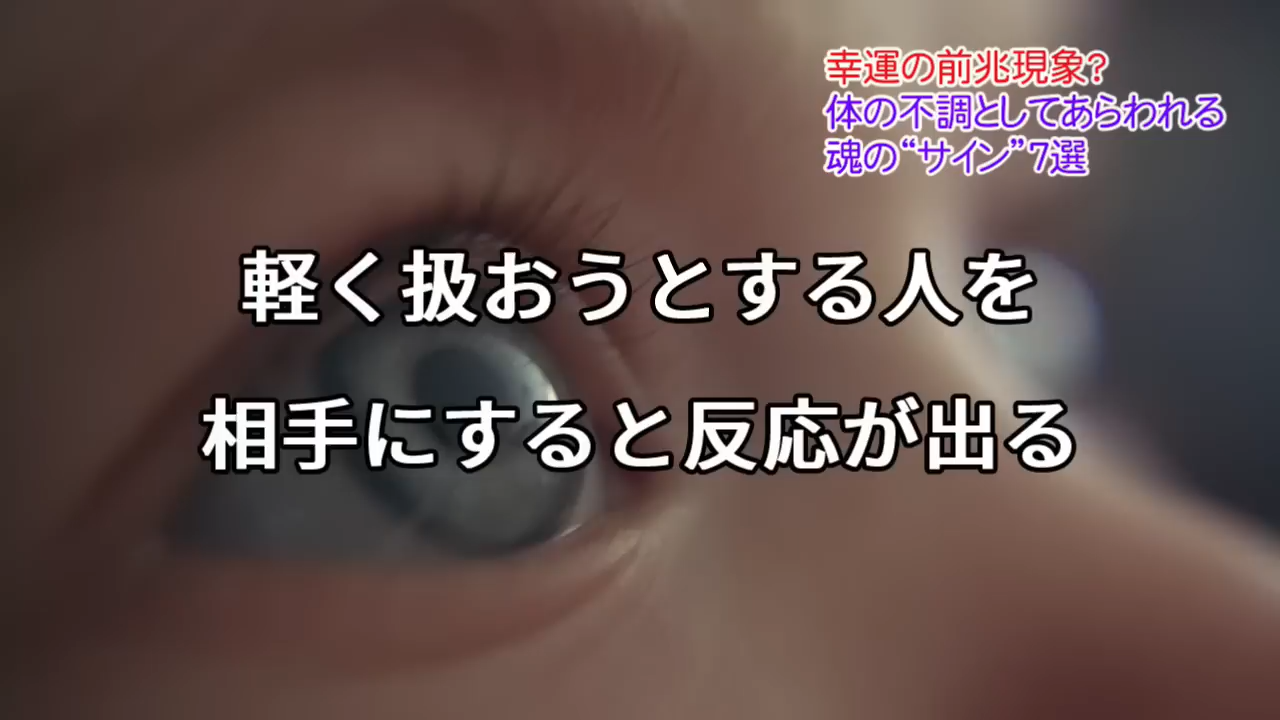 幸運の前兆現象?
体の不調としてあらわれる
魂の“サイン”7選
軽く扱おうとする人を
相手にすると反応が出る